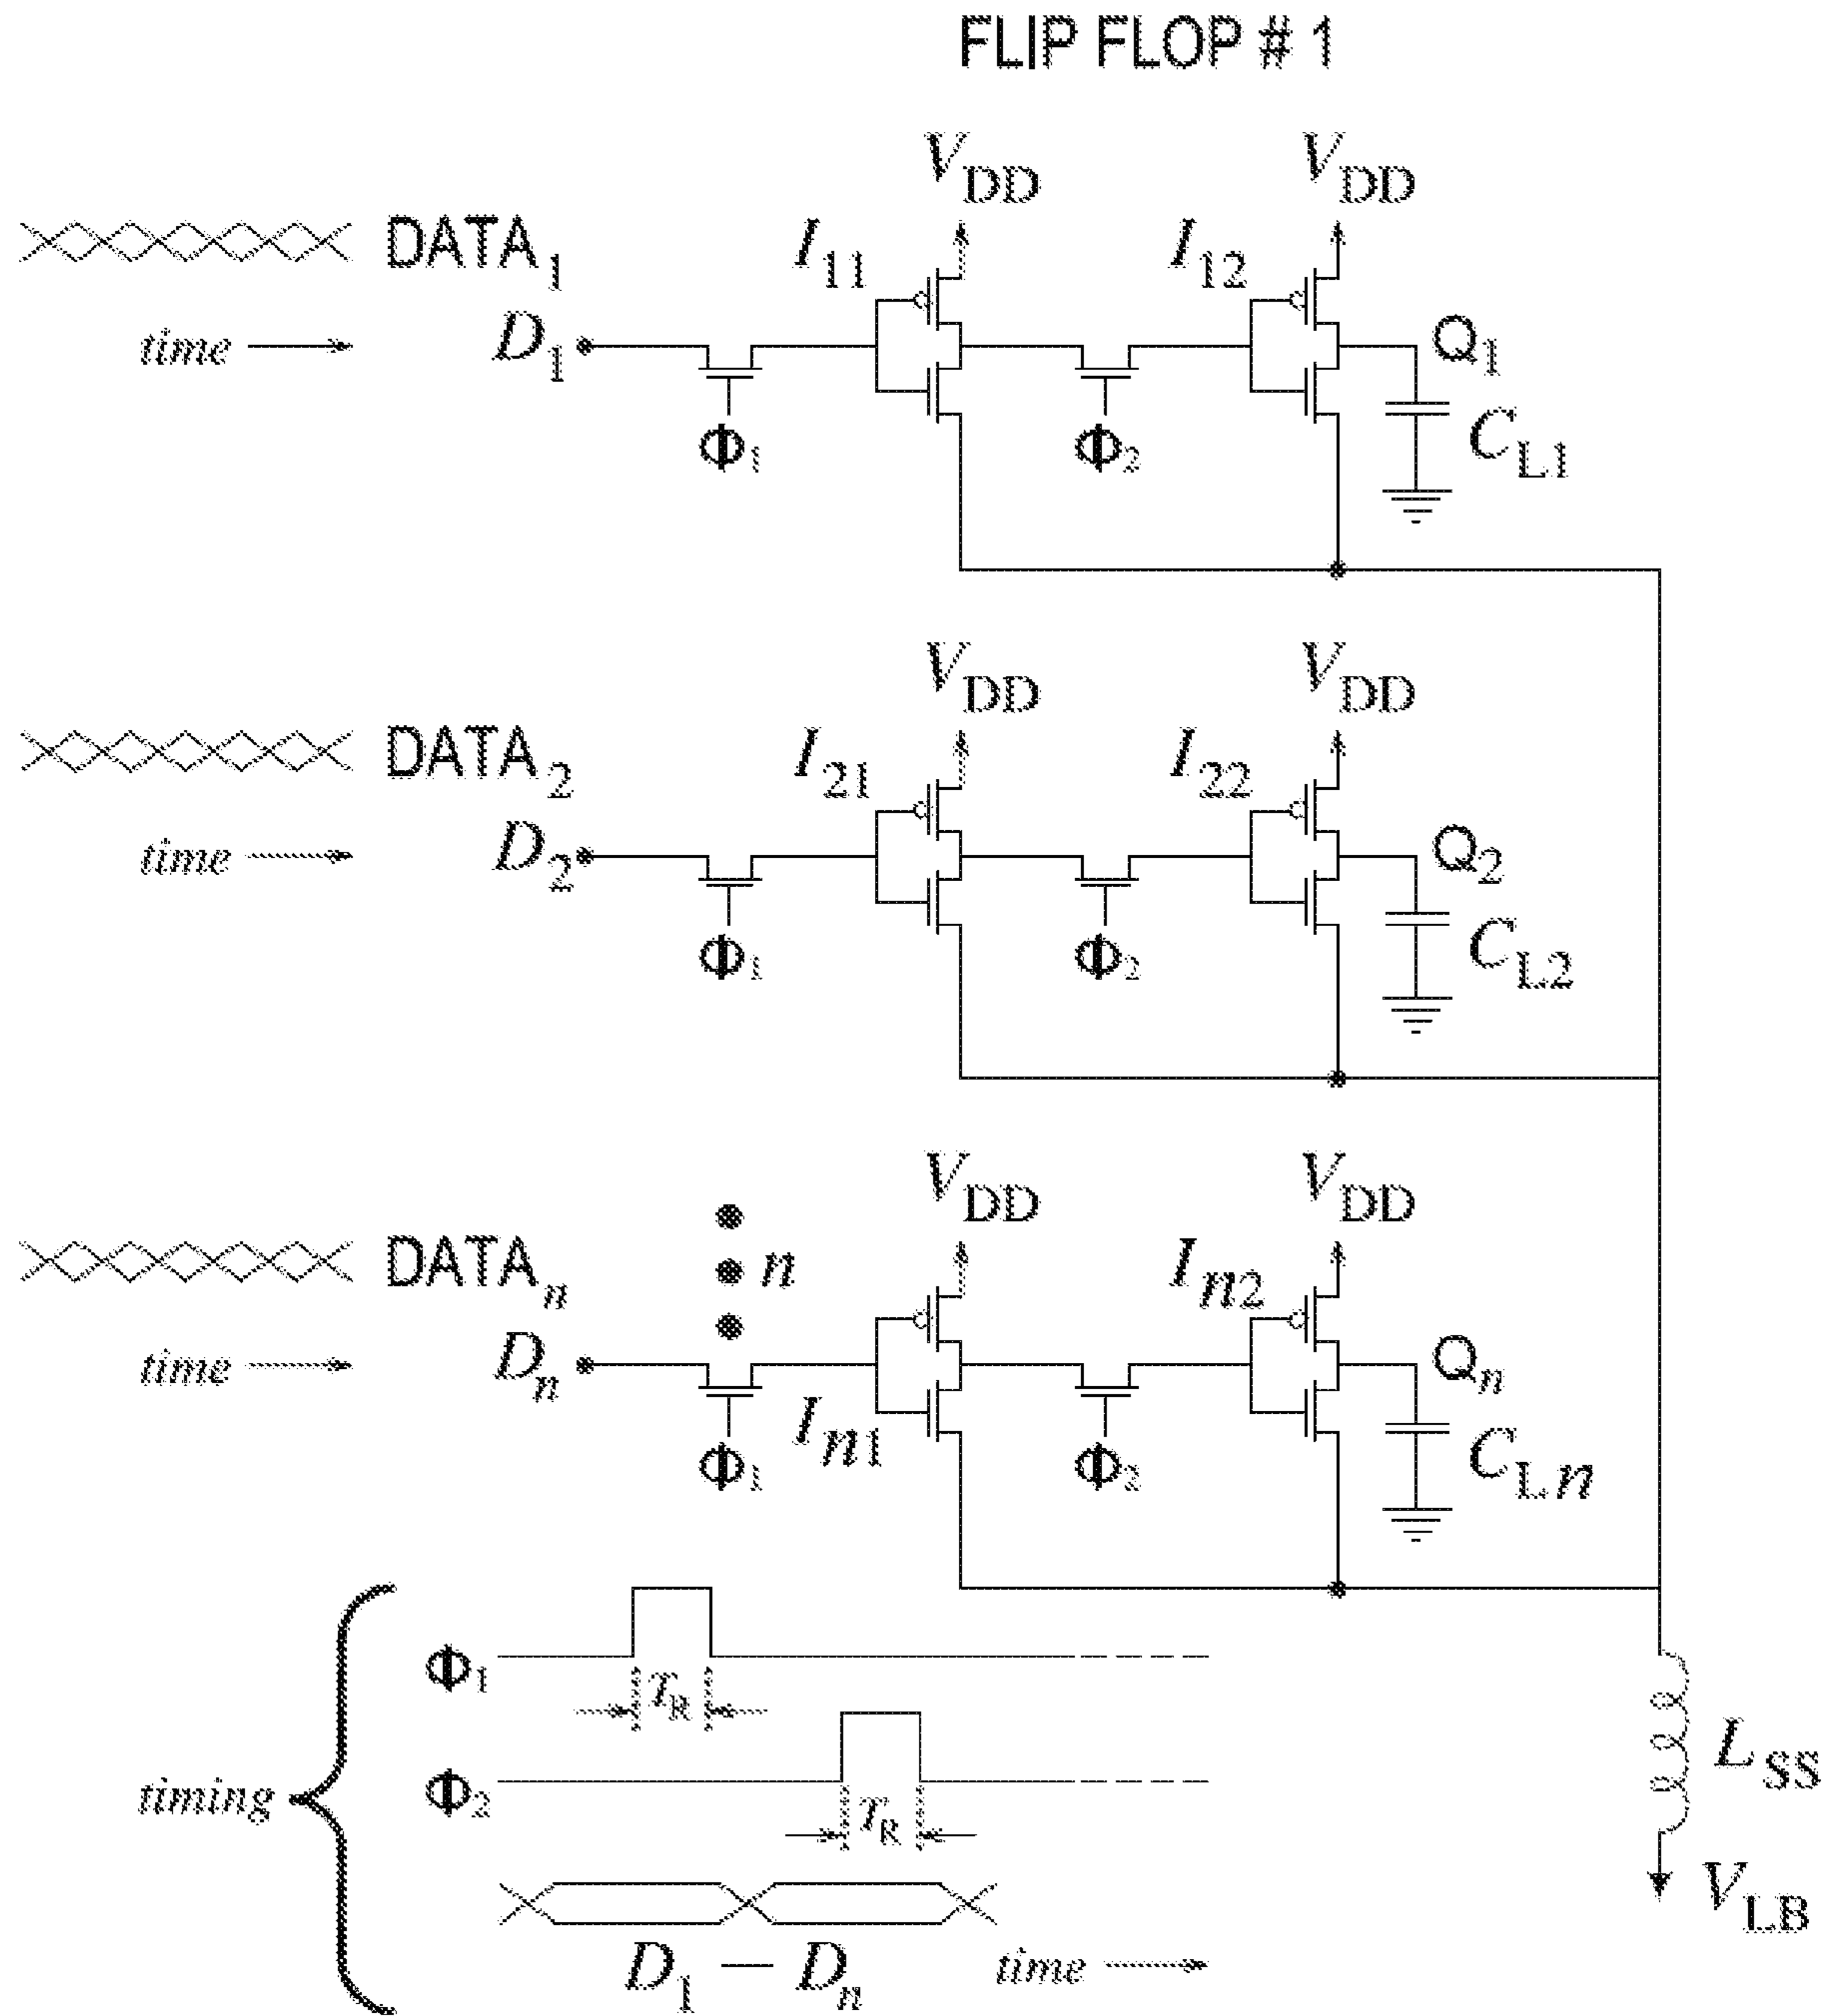 FLIP FLOP # 1
V_DD V_DD
DATA_1 I_11 I_12
time D_1 Q_1
Φ_1 Φ_2 C_L1
V_DD V_DD
DATA_2 I_21 I_22
time D_2 Q_2
Φ_1 Φ_2 C_L2
V_DD V_DD
DATA_n n I_n2
time D_n Q_n
I_n1 C_Ln
Φ_1 Φ_2
Φ_1
T_R
L_SS
timing Φ_2
T_R
V_LB
D_1 – D_n time